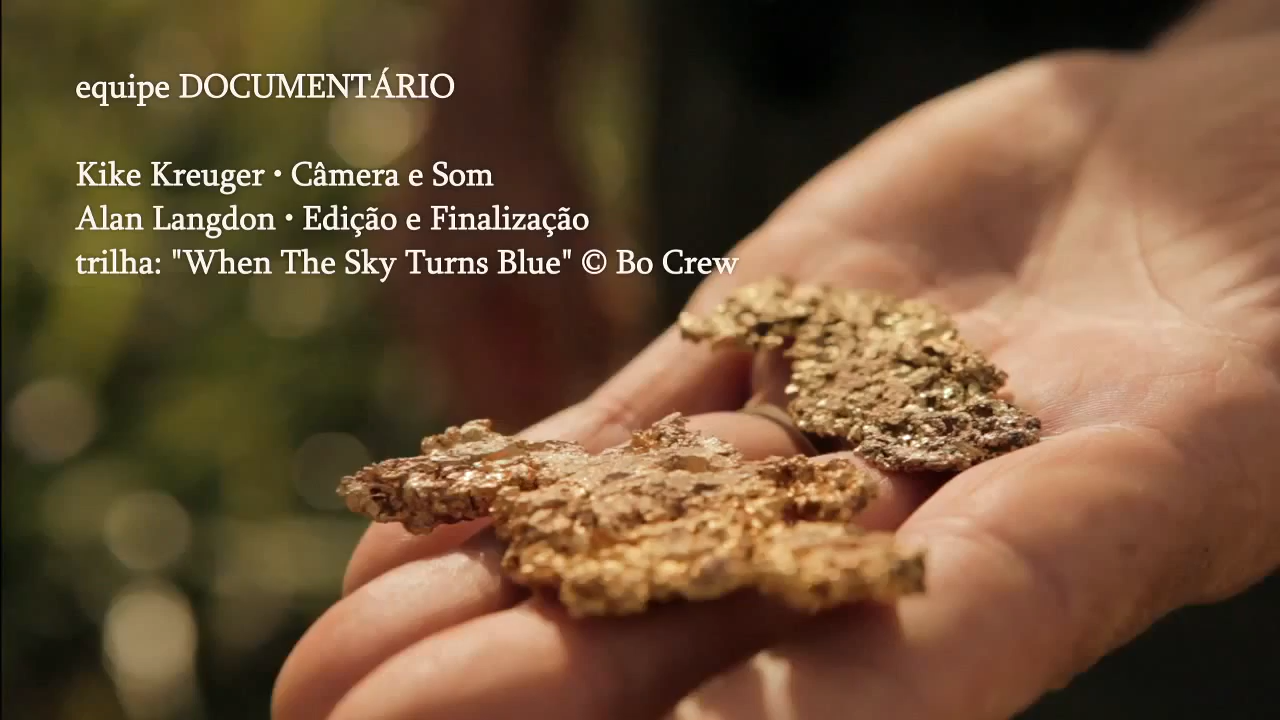 equipe DOCUMENTÁRIO
Kike Kreuger • Câmera e Som
Alan Langdon • Edição e Finalização
trilha: "When The Sky Turns Blue" © Bo Crew